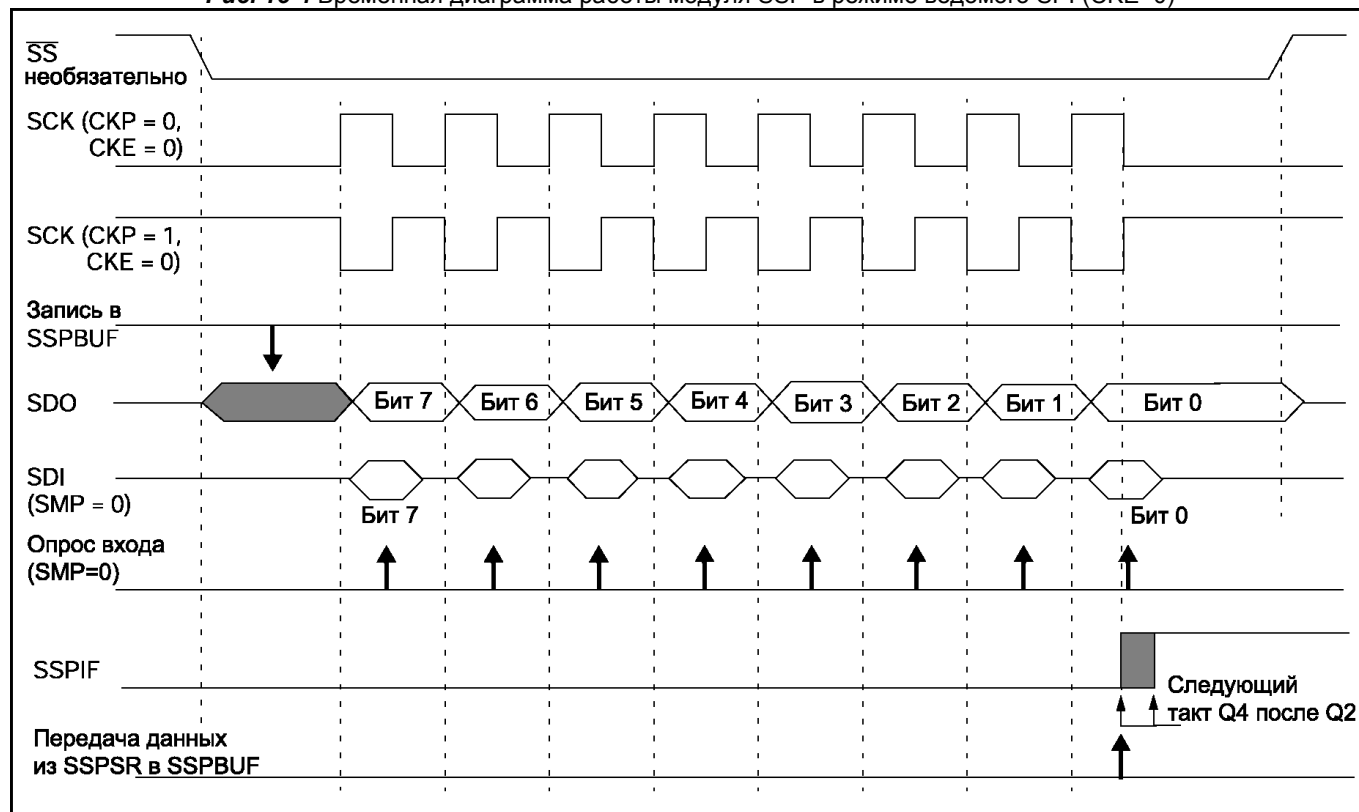 SS
необязательно
SCK (CKP = 0,
CKE = 0)
SCK (CKP = 1,
CKE = 0)
Запись в
SSPBUF
SDO
Бит 7 Бит 6 Бит 5 Бит 4 Бит 3 Бит 2 Бит 1 Бит 0
SDI
(SMP = 0)
Бит 7 Бит 0
Опрос входа
(SMP=0)
SSPIF
Следующий
такт Q4 после Q2
Передача данных
из SSPSR в SSPBUF